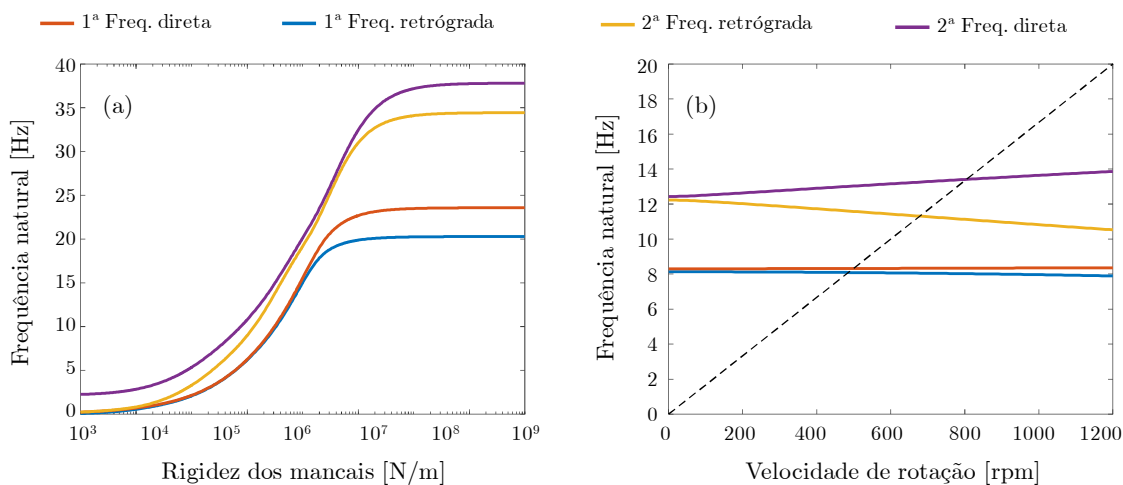 1ª Freq. direta
1ª Freq. retrógrada
2ª Freq. retrógrada
2ª Freq. direta
(a)
Frequência natural [Hz]
40
35
30
25
20
15
10
5
0
10³ 10⁴ 10⁵ 10⁶ 10⁷ 10⁸ 10⁹
Rigidez dos mancais [N/m]
(b)
Frequência natural [Hz]
20
18
16
14
12
10
8
6
4
2
0
0 200 400 600 800 1000 1200
Velocidade de rotação [rpm]